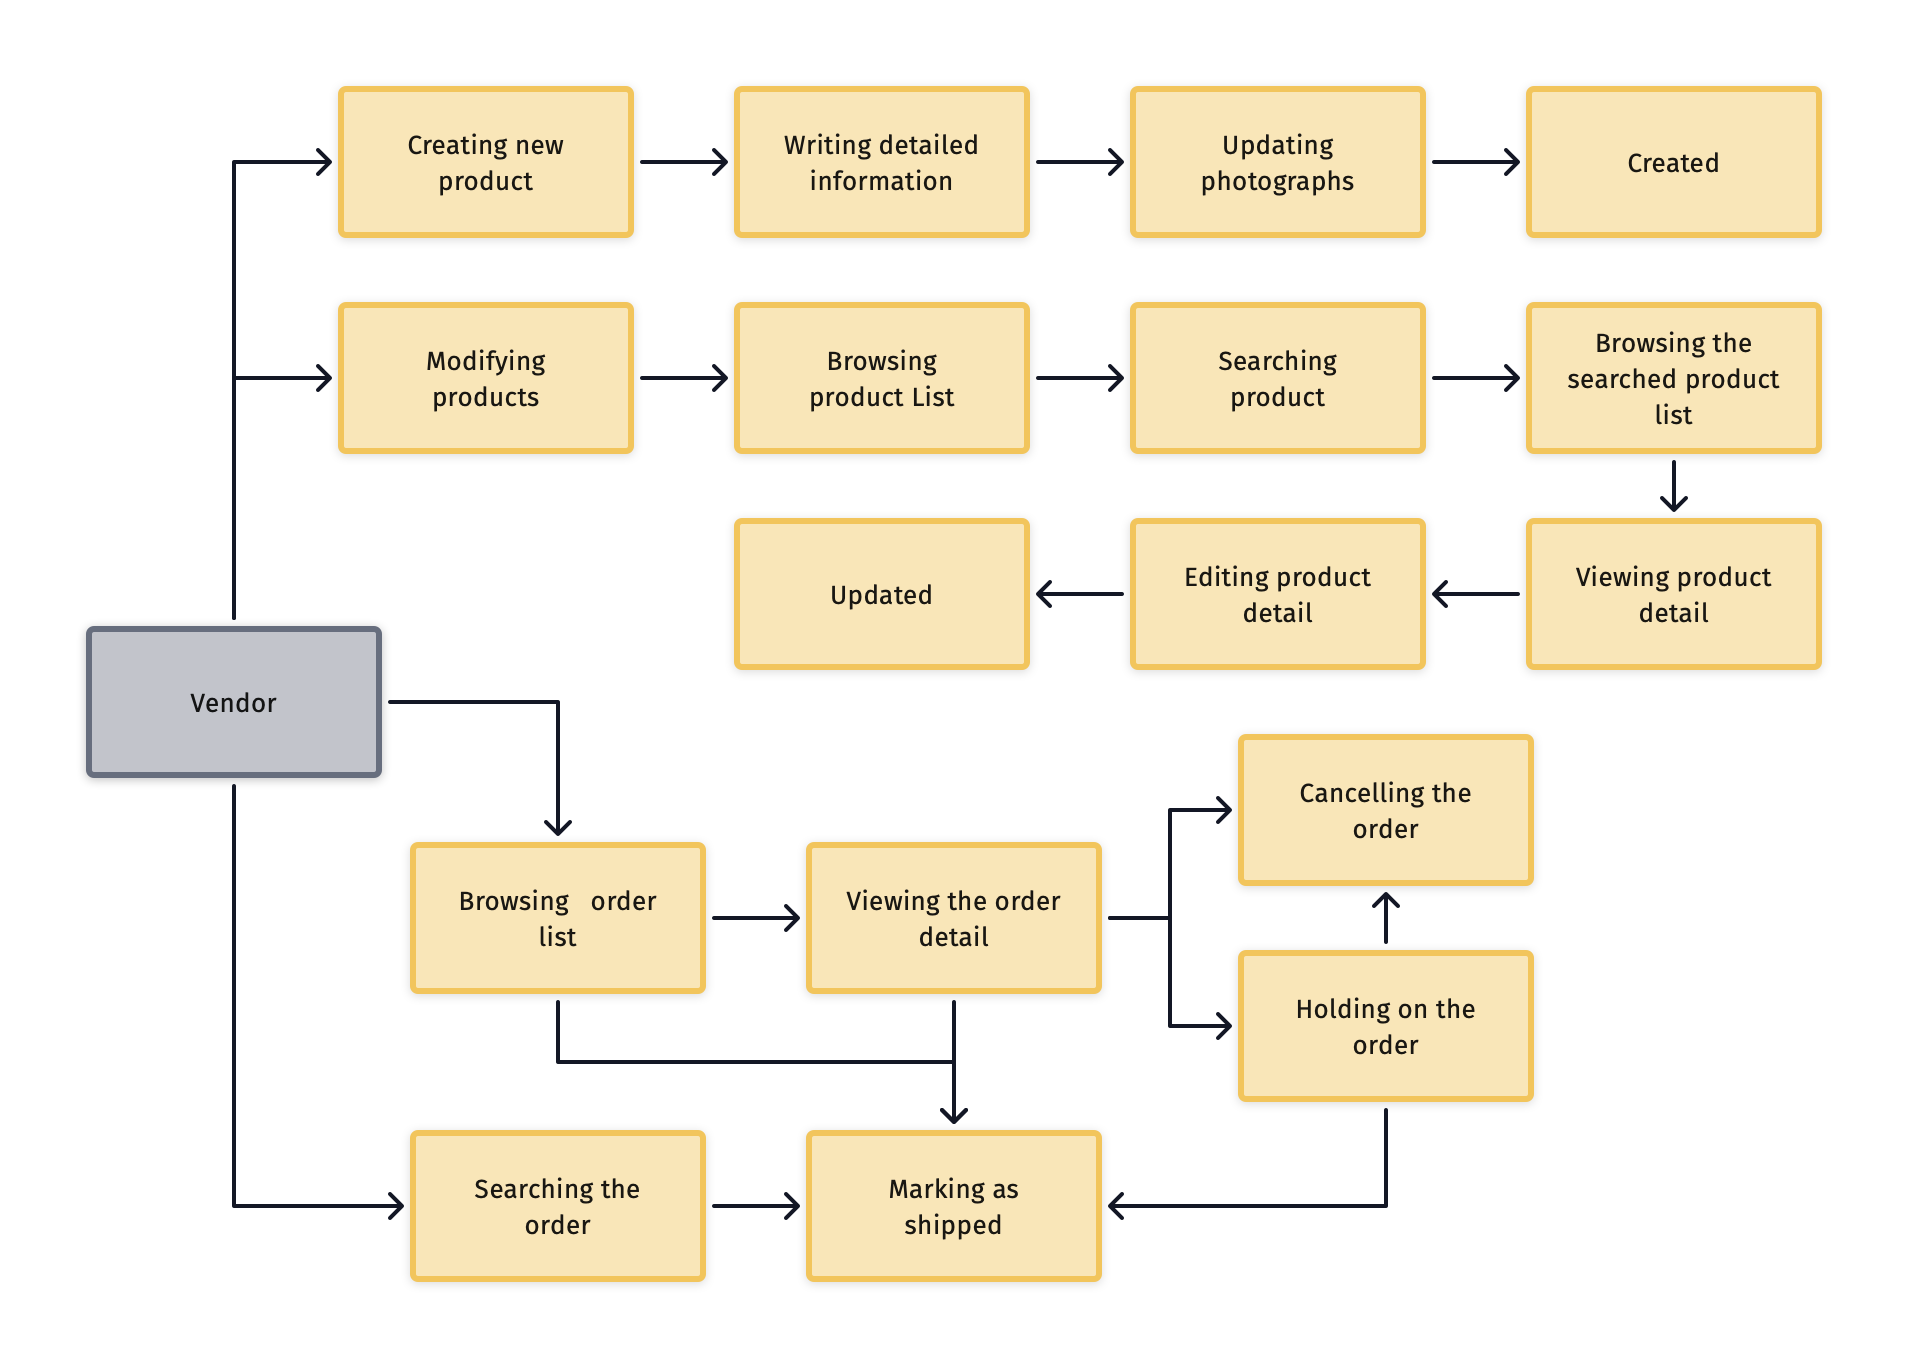 Creating new
product
Writing detailed
information
Updating
photographs
Created
Modifying
products
Browsing
product List
Searching
product
Browsing the
searched product
list
Updated
Editing product
detail
Viewing product
detail
Vendor
Cancelling the
order
Browsing   order
list
Viewing the order
detail
Holding on the
order
Searching the
order
Marking as
shipped